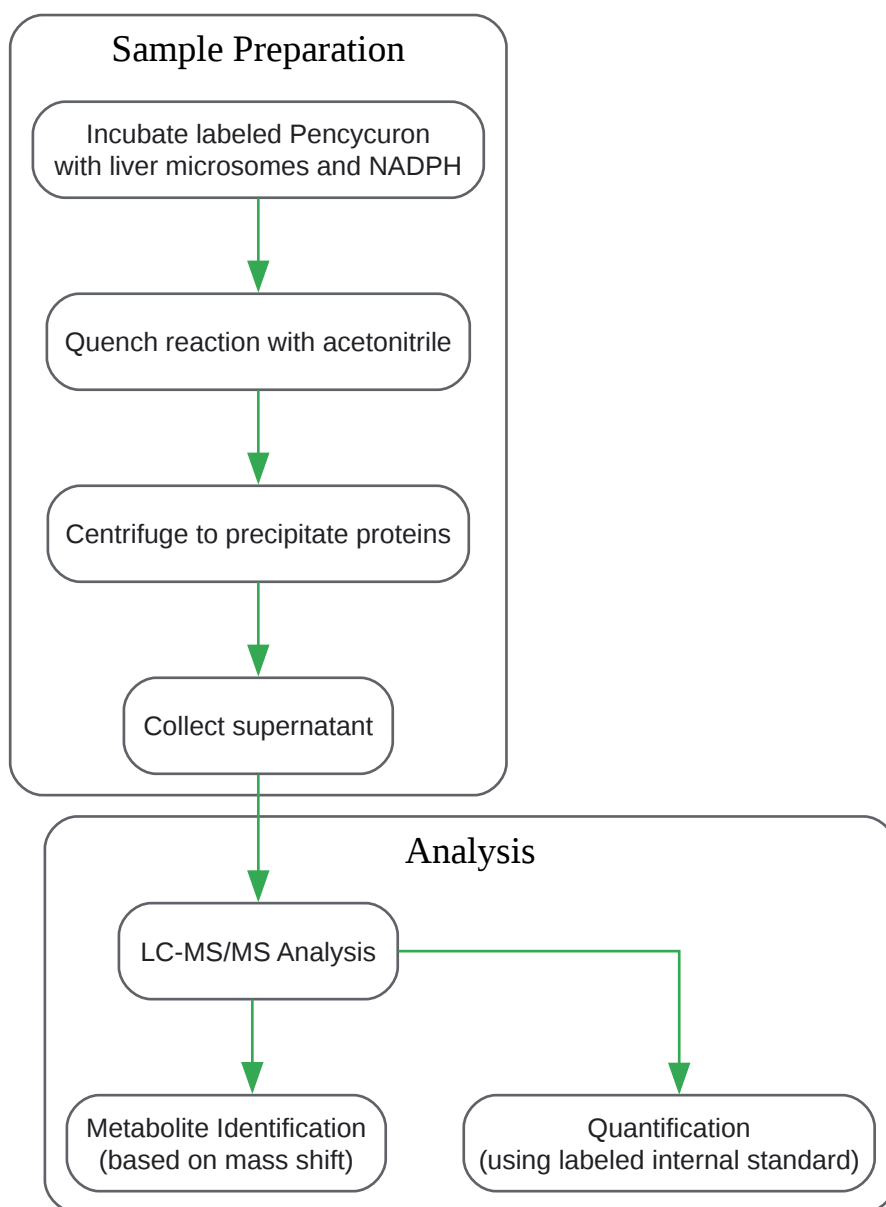 Sample Preparation
Incubate labeled Pencycuron
with liver microsomes and NADPH
Quench reaction with acetonitrile
Centrifuge to precipitate proteins
Collect supernatant
Analysis
LC-MS/MS Analysis
Metabolite Identification
(based on mass shift)
Quantification
(using labeled internal standard)